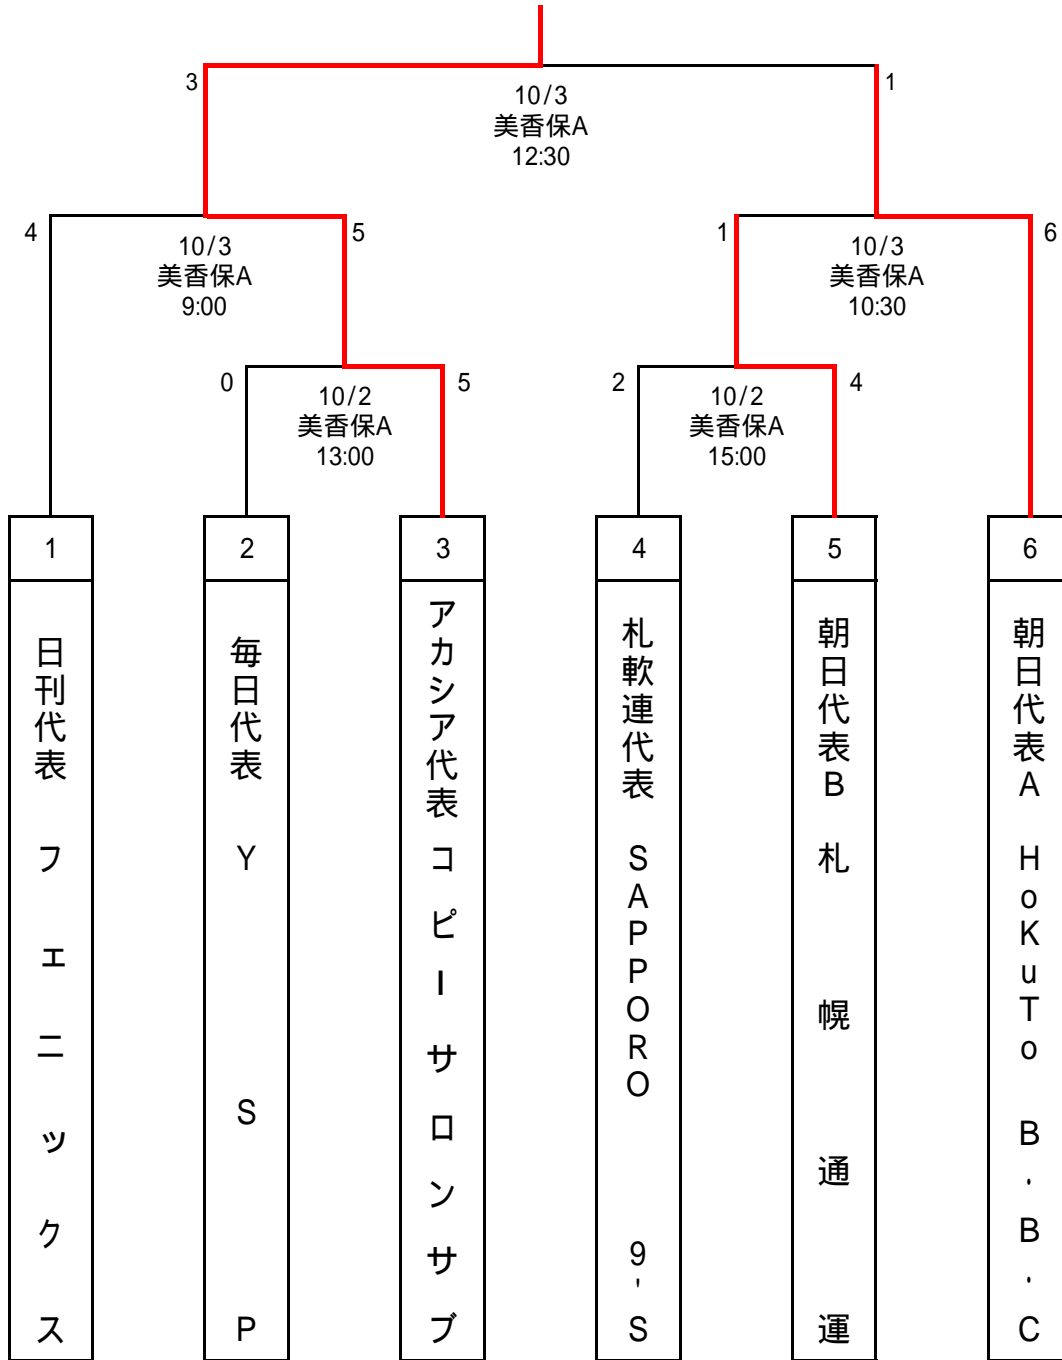 3
1
10/3
美香保A
12:30
4
5
10/3
美香保A
9:00
1
6
10/3
美香保A
10:30
0
5
10/2
美香保A
13:00
2
4
10/2
美香保A
15:00
1
2
3
4
5
6
日刊代表
フェニックス
毎日代表
YSP
アカシア代表
コピーサロンサブ
札軟連代表
SAPPORO 9'S
朝日代表B
札幌通運
朝日代表A
HoKuTo B.B.C